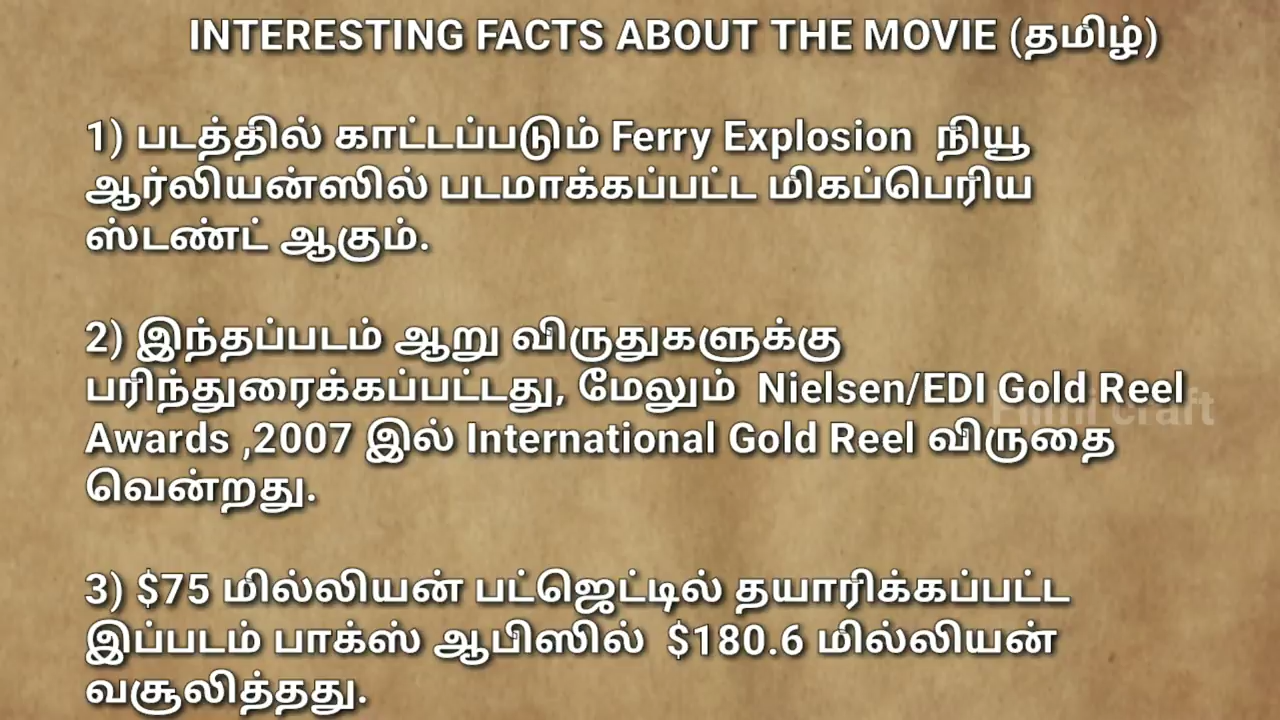 INTERESTING FACTS ABOUT THE MOVIE (தமிழ்)
1) படத்தில் காட்டப்படும் Ferry Explosion நியூ
ஆர்லியன்ஸில் படமாக்கப்பட்ட மிகப்பெரிய
ஸ்டண்ட் ஆகும்.
2) இந்தப்படம் ஆறு விருதுகளுக்கு
பரிந்துரைக்கப்பட்டது, மேலும் Nielsen/EDI Gold Reel
Awards ,2007 இல் International Gold Reel விருதை
வென்றது.
3) $75 மில்லியன் பட்ஜெட்டில் தயாரிக்கப்பட்ட
இப்படம் பாக்ஸ் ஆபிஸில் $180.6 மில்லியன்
வசூலித்தது.